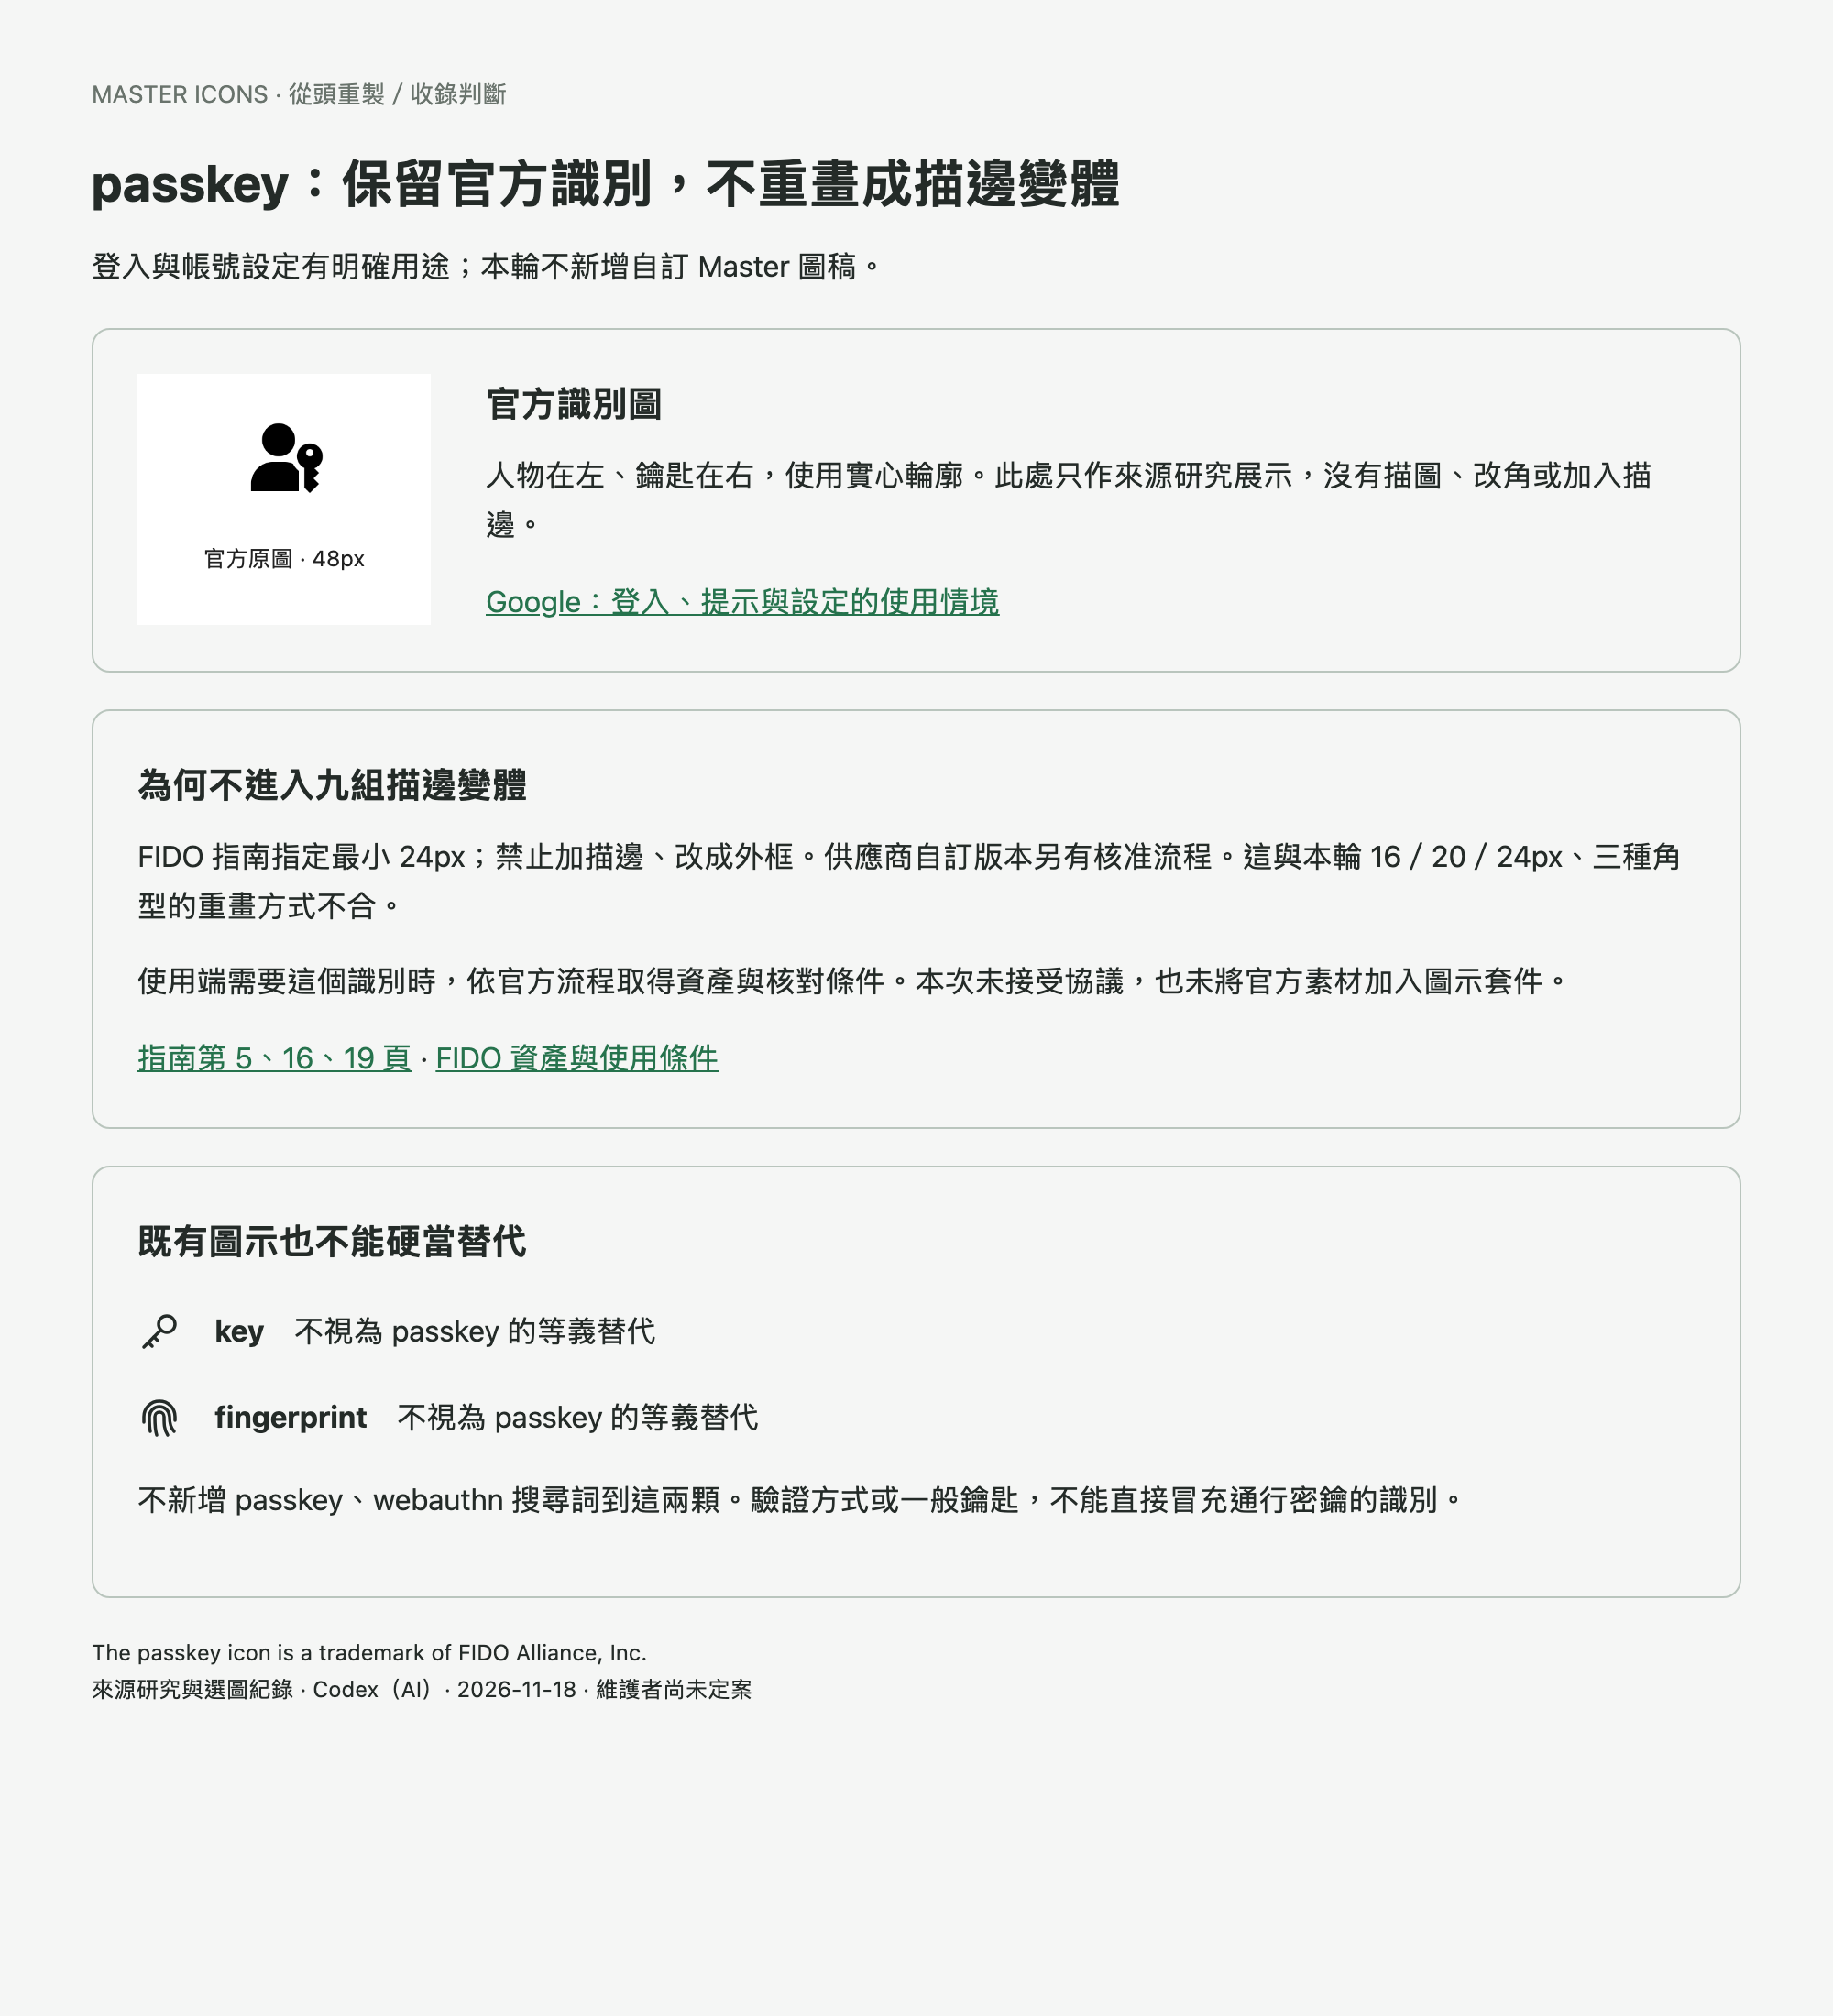 MASTER ICONS · 從頭重製 / 收錄判斷
passkey：保留官方識別，不重畫成描邊變體
登入與帳號設定有明確用途；本輪不新增自訂 Master 圖稿。
官方原圖 · 48px
官方識別圖
人物在左、鑰匙在右，使用實心輪廓。此處只作來源研究展示，沒有描圖、改角或加入描
邊。
Google：登入、提示與設定的使用情境
為何不進入九組描邊變體
FIDO 指南指定最小 24px；禁止加描邊、改成外框。供應商自訂版本另有核准流程。這與本輪 16 / 20 / 24px、三種角
型的重畫方式不合。
使用端需要這個識別時，依官方流程取得資產與核對條件。本次未接受協議，也未將官方素材加入圖示套件。
指南第 5、16、19 頁 · FIDO 資產與使用條件
既有圖示也不能硬當替代
key 不視為 passkey 的等義替代
fingerprint 不視為 passkey 的等義替代
不新增 passkey、webauthn 搜尋詞到這兩顆。驗證方式或一般鑰匙，不能直接冒充通行密鑰的識別。
The passkey icon is a trademark of FIDO Alliance, Inc.
來源研究與選圖紀錄 · Codex（AI）· 2026-11-18 · 維護者尚未定案